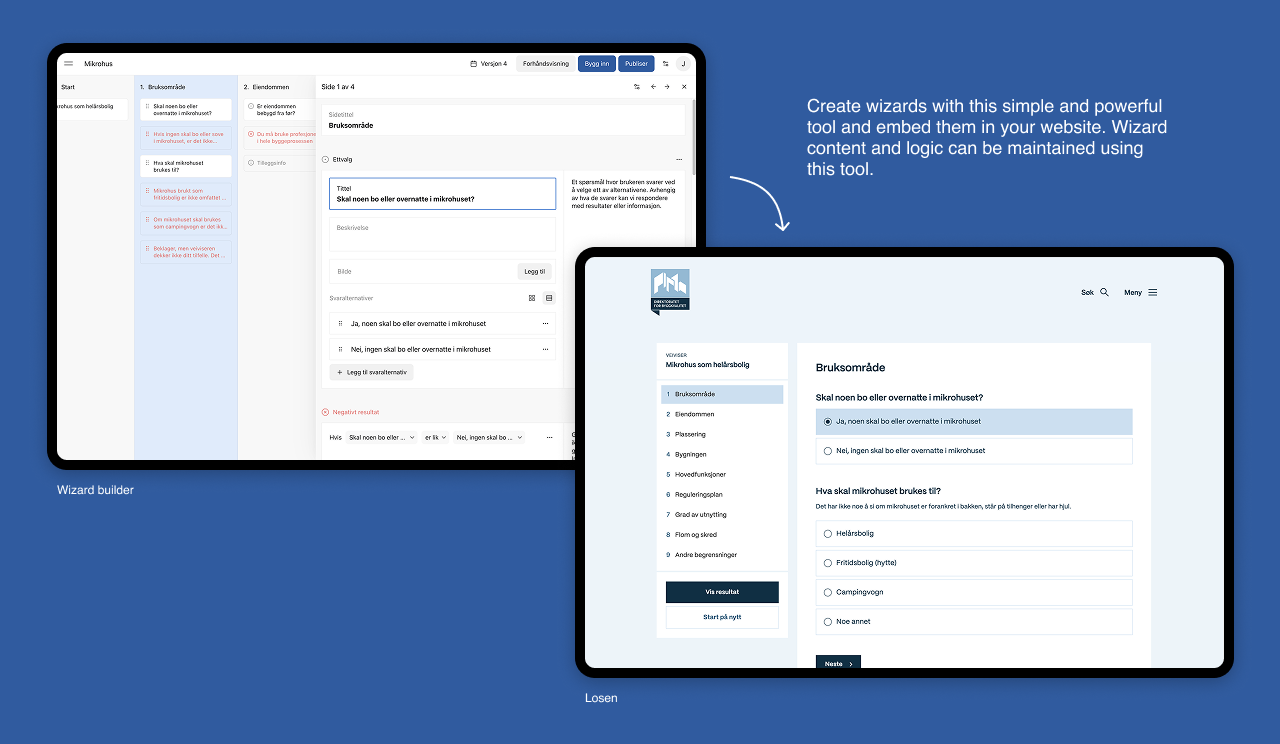 Mikrohus
Versjon 4
Forhåndsvisning
Bygg inn
Publiser
J
Start
rohus som helårsbolig
1. Bruksområde
Skal noen bo eller
overnatte i mikrohuset?
Hvis ingen skal bo eller sove
i mikrohuset, er det ikke...
Hva skal mikrohuset
brukes til?
Mikrohus brukt som
fritidsbolig er ikke omfattet ...
Om mikrohuset skal brukes
som campingvogn er det ikk...
Beklager, men veiviseren
dekker ikke ditt tilfelle. Det ...
2. Eiendommen
Er eiendommen
bebygd fra før?
Du må bruke profesjone
i hele byggeprosessen
Tilleggsinfo
Side 1 av 4
Sidetittel
Bruksområde
Ettvalg
Tittel
Skal noen bo eller overnatte i mikrohuset?
Beskrivelse
Bilde
Legg til
Svaralternativer
Ja, noen skal bo eller overnatte i mikrohuset
Nei, ingen skal bo eller overnatte i mikrohuset
+ Legg til svaralternativ
Et spørsmål hvor brukeren svarer ved
å velge ett av alternativene. Avhengig
av hva de svarer kan vi respondere
med resultater eller informasjon.
Negativt resultat
Hvis Skal noen bo eller ... er lik Nei, ingen skal bo ...
Wizard builder
Create wizards with this simple and powerful
tool and embed them in your website. Wizard
content and logic can be maintained using
this tool.
DIREKTORATET
FOR BYGGKVALITET
Søk
Meny
VEIVISER
Mikrohus som helårsbolig
1 Bruksområde
2 Eiendommen
3 Plassering
4 Bygningen
5 Hovedfunksjoner
6 Reguleringsplan
7 Grad av utnytting
8 Flom og skred
9 Andre begrensninger
Vis resultat
Start på nytt
Bruksområde
Skal noen bo eller overnatte i mikrohuset?
Ja, noen skal bo eller overnatte i mikrohuset
Nei, ingen skal bo eller overnatte i mikrohuset
Hva skal mikrohuset brukes til?
Det har ikke noe å si om mikrohuset er forankret i bakken, står på tilhenger eller har hjul.
Helårsbolig
Fritidsbolig (hytte)
Campingvogn
Noe annet
Neste
Losen